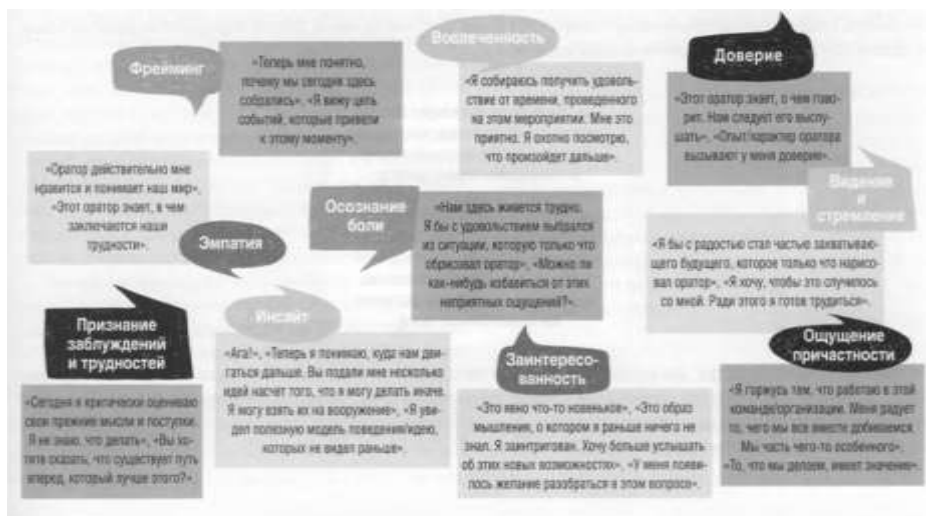 Фрейминг
«Теперь мне понятно,
почему мы сегодня здесь
собрались», «Я вижу цепь
событий, которые привели
к этому моменту».
Вовлеченность
«Я собираюсь получить удоволь-
ствие от времени, проведенного
на этом мероприятии. Мне это
приятно. Я охотно посмотрю,
что произойдет дальше».
Доверие
«Этот оратор знает, о чем гово-
рит. Нам следует его выслу-
шать», «Опыт/характер оратора
вызывают у меня доверие».
«Оратор действительно мне
нравится и понимает наш мир»,
«Этот оратор знает, в чем
заключаются наши
трудности».
Эмпатия
Осознание
боли
«Нам здесь живется трудно.
Я бы с удовольствием выбрался
из ситуации, которую только что
обрисовал оратор», «Можно ли
как-нибудь избавиться от этих
неприятных ощущений?».
Видение
и
стремление
«Я бы с радостью стал частью захватываю-
щего будущего, которое только что нарисо-
вал оратор», «Я хочу, чтобы это случилось
со мной. Ради этого я готов трудиться».
Признание
заблуждений
и трудностей
«Сегодня я критически оцениваю
свои прежние мысли и поступки.
Я не знаю, что делать», «Вы хо-
тите сказать, что существует путь
вперед, который лучше этого?».
Инсайт
«Ага!», «Теперь я понимаю, куда нам дви-
гаться дальше. Вы подали мне несколько
идей насчет того, что я могу делать иначе.
Я могу взять их на вооружение», «Я уви-
дел полезную модель поведения/идею,
которых не видел раньше».
Заинтересо-
ванность
«Это явно что-то новенькое», «Это образ
мышления, о котором я раньше ничего не
знал. Я заинтригован. Хочу больше услышать
об этих новых возможностях», «У меня появи-
лось желание разобраться в этом вопросе».
Ощущение
причастности
«Я горжусь тем, что работаю в этой
команде/организации. Меня радует
то, чего мы все вместе добиваемся.
Мы часть чего-то особенного»,
«То, что мы делаем, имеет значение».